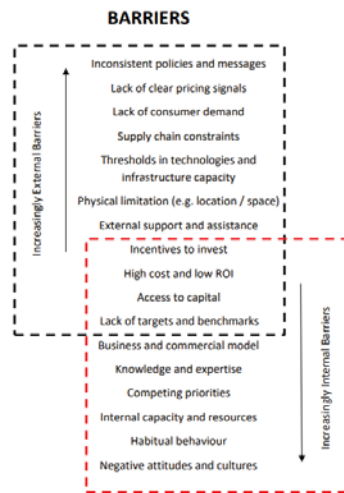 BARRIERS
Inconsistent policies and messages
Lack of clear pricing signals
Lack of consumer demand
Supply chain constraints
Thresholds in technologies and
infrastructure capacity
Physical limitation (e.g. location / space)
External support and assistance
Incentives to invest
High cost and low ROI
Access to capital
Lack of targets and benchmarks
Business and commercial model
Knowledge and expertise
Competing priorities
Internal capacity and resources
Habitual behaviour
Negative attitudes and cultures
Increasingly External Barriers
Increasingly Internal Barriers